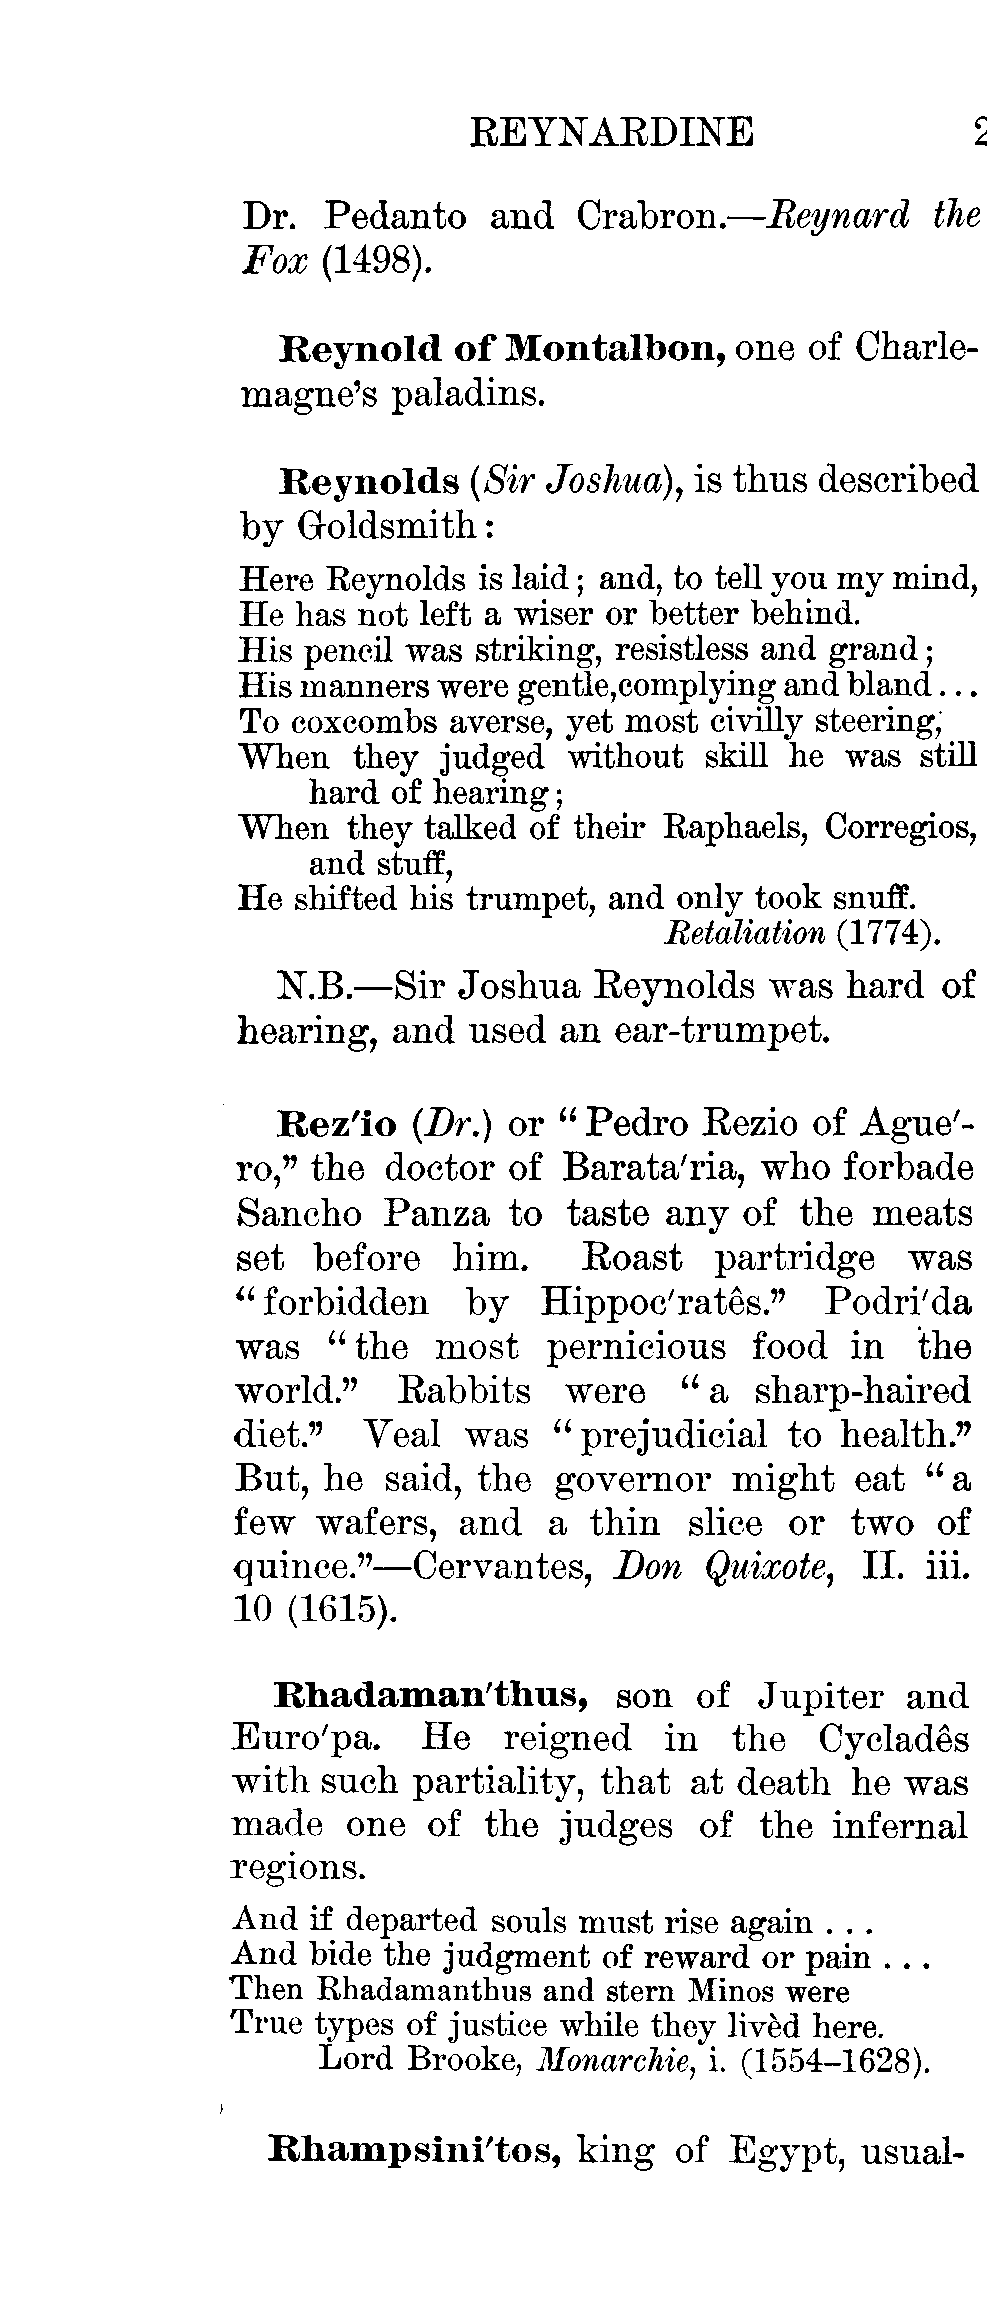 REYNARDINE 2
Dr. Pedanto and Crabron.—Reynard the
Fox (1498).
Reynold of Montalbon, one of Charle-
magne's paladins.
Reynolds (Sir Joshua), is thus described
by Goldsmith:
Here Reynolds is laid; and, to tell you my mind,
He has not left a wiser or better behind.
His pencil was striking, resistless and grand;
His manners were gentle, complying and bland...
To coxcombs averse, yet most civilly steering,
When they judged without skill he was still
hard of hearing;
When they talked of their Raphaels, Corregios,
and stuff,
He shifted his trumpet, and only took snuff.
Retaliation (1774).
N.B.—Sir Joshua Reynolds was hard of
hearing, and used an ear-trumpet.
Rez'io (Dr.) or "Pedro Rezio of Ague'-
ro," the doctor of Barata'ria, who forbade
Sancho Panza to taste any of the meats
set before him. Roast partridge was
"forbidden by Hippoc'ratês." Podri'da
was "the most pernicious food in the
world." Rabbits were "a sharp-haired
diet." Veal was "prejudicial to health."
But, he said, the governor might eat "a
few wafers, and a thin slice or two of
quince."—Cervantes, Don Quixote, II. iii.
10 (1615).
Rhadaman'thus, son of Jupiter and
Euro'pa. He reigned in the Cycladês
with such partiality, that at death he was
made one of the judges of the infernal
regions.
And if departed souls must rise again . . .
And bide the judgment of reward or pain . . .
Then Rhadamanthus and stern Minos were
True types of justice while they livèd here.
Lord Brooke, Monarchie, i. (1554–1628).
Rhampsini'tos, king of Egypt, usual-